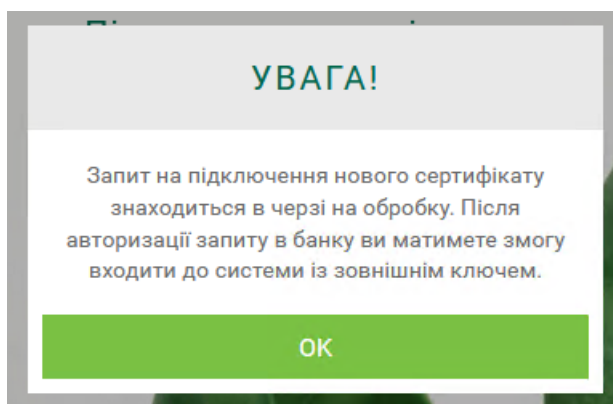 УВАГА!
Запит на підключення нового сертифікату
знаходиться в черзі на обробку. Після
авторизації запиту в банку ви матимете змогу
входити до системи із зовнішнім ключем.
ОК